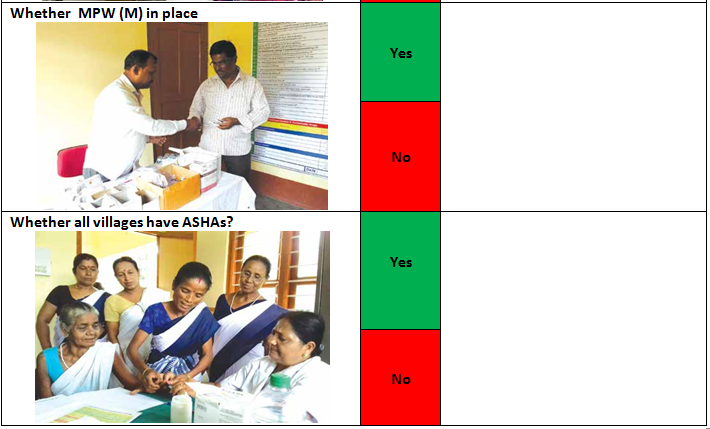 Whether MPW (M) in place
Yes
No
Whether all villages have ASHAs?
Yes
No